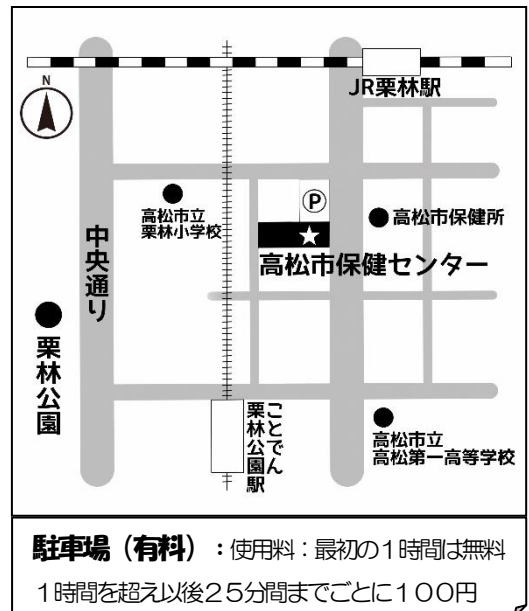 JR栗林駅
N
P
高松市立
栗林小学校
高松市保健所
高松市保健センター
中央通り
栗林公園
ことでん
栗林公園駅
高松市立
高松第一高等学校
駐車場（有料）：使用料：最初の１時間は無料
１時間を超え以後２５分間までごとに１００円